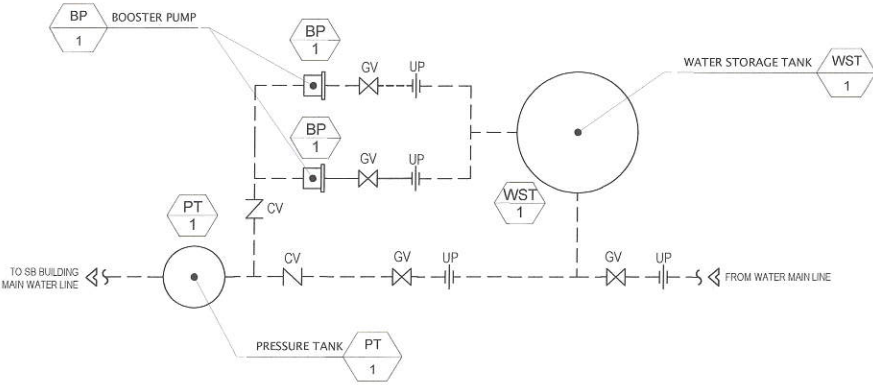 BP
1
BOOSTER PUMP
BP
1
GV
UP
WATER STORAGE TANK
WST
1
BP
1
GV
UP
WST
1
PT
1
CV
CV
GV
UP
GV
UP
TO SB BUILDING
MAIN WATER LINE
FROM WATER MAIN LINE
PRESSURE TANK
PT
1